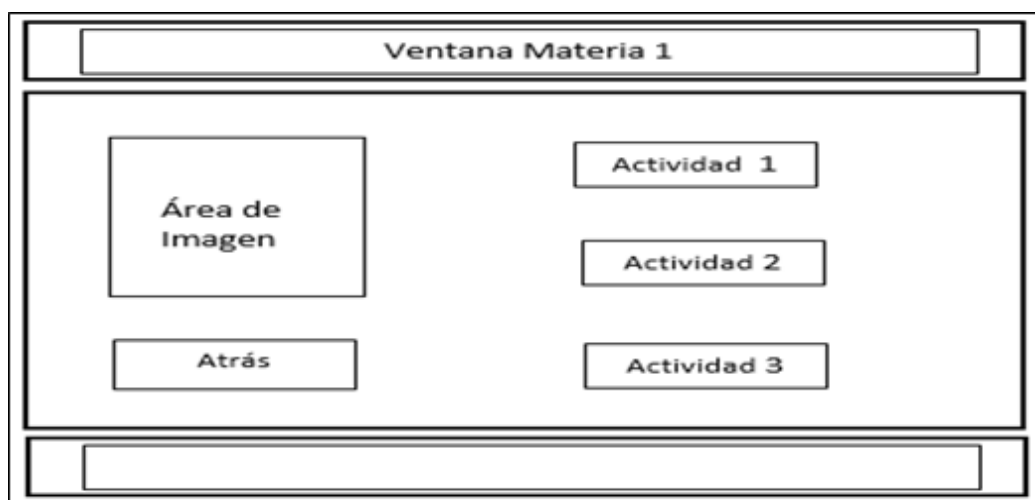 Ventana Materia 1
Área de
Imagen
Atrás
Actividad  1
Actividad 2
Actividad 3